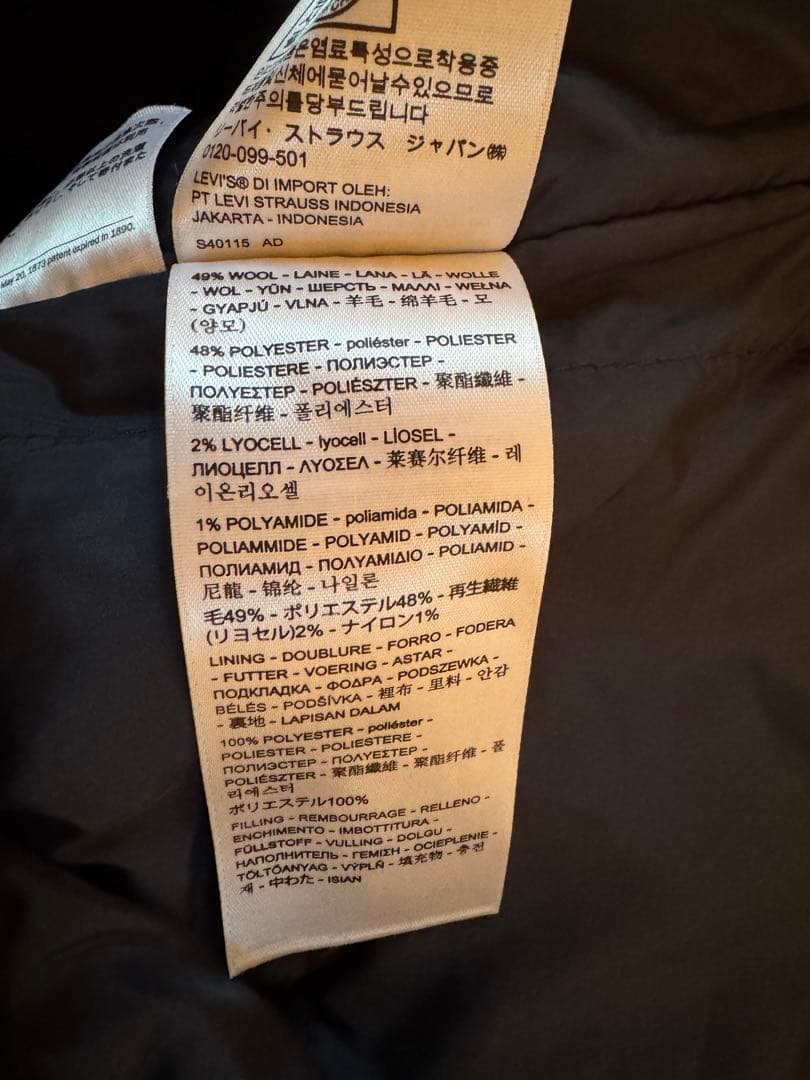 염료특성으로착용중
신체에묻어날수있으므로
주의를당부드립니다
リーバイ・ストラウス ジャパン㈱
0120-099-501
LEVI'S® DI IMPORT OLEH:
PT LEVI STRAUSS INDONESIA
JAKARTA - INDONESIA
S40115 AD
May 20, 1873 patent expired in 1890.
49% WOOL - LAINE - LANA - LÃ - WOLLE
- WOL - YÜN - ШЕРСТЬ - ΜΑΛΛΙ - WEŁNA
- GYAPJÚ - VLNA - 羊毛 - 绵羊毛 - 모
(양모)
48% POLYESTER - poliéster - POLIESTER
- POLIESTERE - ПОЛИЭСТЕР -
ΠΟΛΥΕΣΤΕΡ - POLIÉSZTER - 聚酯纖維 -
聚酯纤维 - 폴리에스터
2% LYOCELL - lyocell - LİOSEL -
ЛИОЦЕЛЛ - ΛΥΟΣΕΛ - 莱赛尔纤维 - 레
이온리오셀
1% POLYAMIDE - poliamida - POLIAMIDA -
POLIAMMIDE - POLYAMID - POLYAMİD -
ПОЛИАМИД - ΠΟΛΥΑΜΙΔΙΟ - POLIAMID -
尼龍 - 锦纶 - 나일론
毛49% - ポリエステル48% - 再生繊維
(リヨセル)2% - ナイロン1%
LINING - DOUBLURE - FORRO - FODERA
- FUTTER - VOERING - ASTAR -
ПОДКЛАДКА - ΦΟΔΡΑ - PODSZEWKA -
BÉLÉS - PODŠÍVKA - 裡布 - 里料 - 안감
- 裏地 - LAPISAN DALAM
100% POLYESTER - poliéster -
POLIESTER - POLIESTERE -
ПОЛИЭСТЕР - ΠΟΛΥΕΣΤΕΡ -
POLIÉSZTER - 聚酯纖維 - 聚酯纤维 - 폴
리에스터
ポリエステル100%
FILLING - REMBOURRAGE - RELLENO -
ENCHIMENTO - IMBOTTITURA -
FÜLLSTOFF - VULLING - DOLGU -
НАПОЛНИТЕЛЬ - ΓΕΜΙΣΗ - OCIEPLENIE -
TÖLTŐANYAG - VÝPLŇ - 填充物 - 충전
재 - 中わた - ISIAN